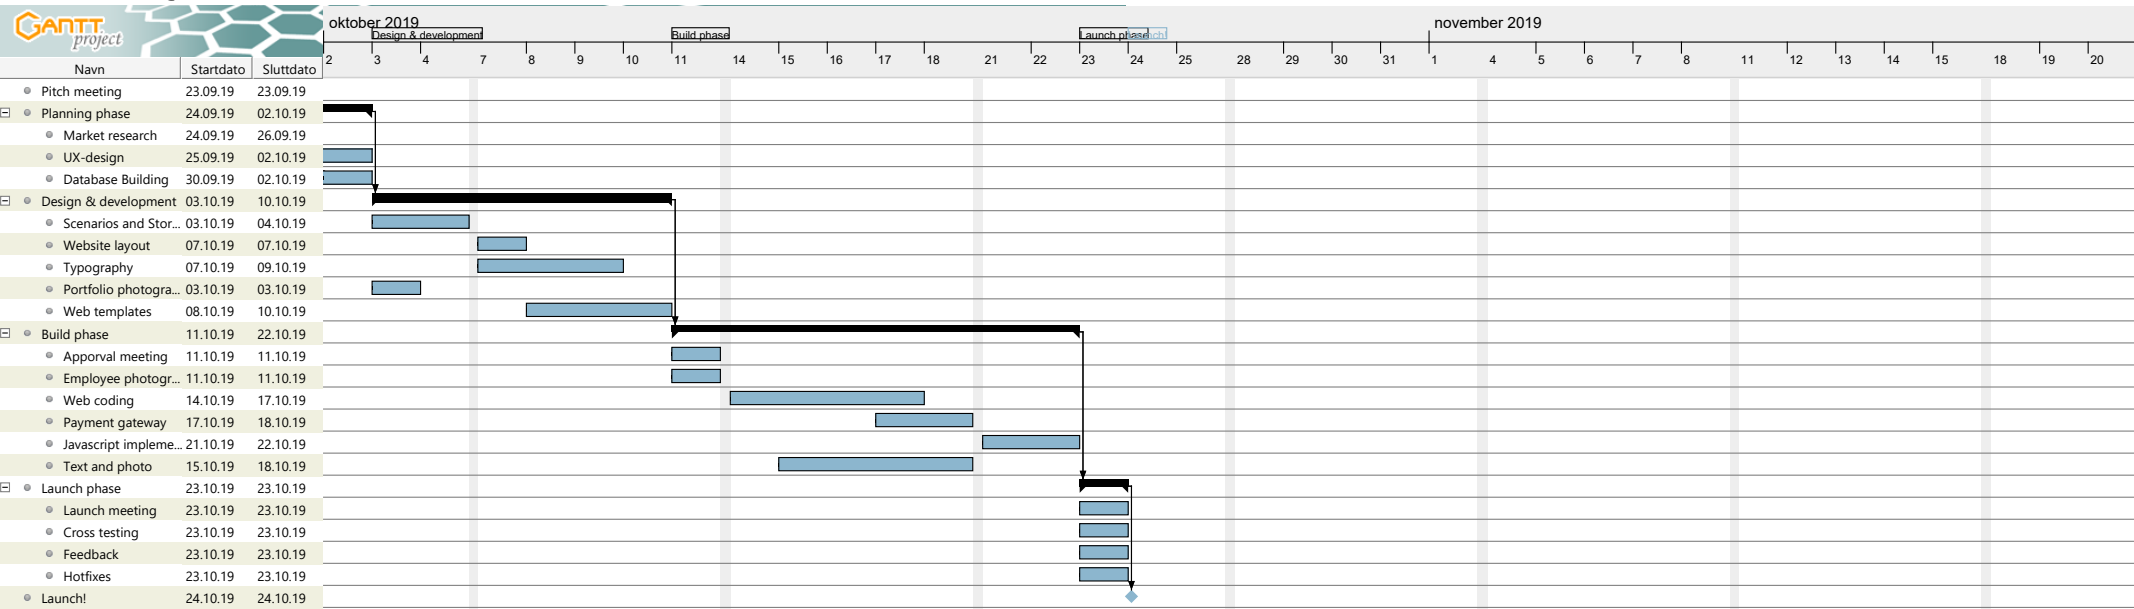 GANTT
project
oktober 2019
november 2019
Design & development
Build phase
Launch phase
Navn Startdato Sluttdato
2 3 4 7 8 9 10 11 14 15 16 17 18 21 22 23 24 25 28 29 30 31 1 4 5 6 7 8 11 12 13 14 15 18 19 20
Pitch meeting 23.09.19 23.09.19
Planning phase 24.09.19 02.10.19
Market research 24.09.19 26.09.19
UX-design 25.09.19 02.10.19
Database Building 30.09.19 02.10.19
Design & development 03.10.19 10.10.19
Scenarios and Stor... 03.10.19 04.10.19
Website layout 07.10.19 07.10.19
Typography 07.10.19 09.10.19
Portfolio photogra... 03.10.19 03.10.19
Web templates 08.10.19 10.10.19
Build phase 11.10.19 22.10.19
Apporval meeting 11.10.19 11.10.19
Employee photogr... 11.10.19 11.10.19
Web coding 14.10.19 17.10.19
Payment gateway 17.10.19 18.10.19
Javascript impleme... 21.10.19 22.10.19
Text and photo 15.10.19 18.10.19
Launch phase 23.10.19 23.10.19
Launch meeting 23.10.19 23.10.19
Cross testing 23.10.19 23.10.19
Feedback 23.10.19 23.10.19
Hotfixes 23.10.19 23.10.19
Launch! 24.10.19 24.10.19